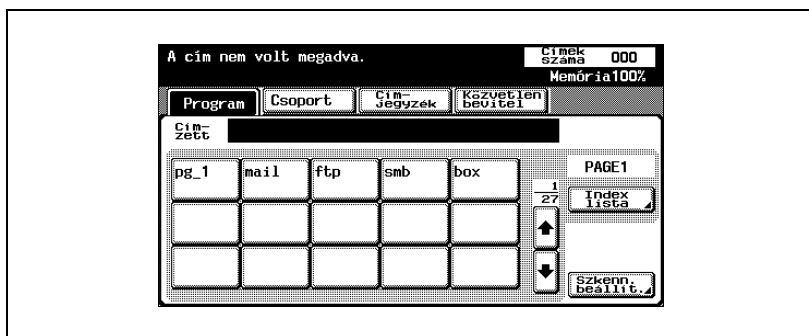 A cím nem volt megadva.
Címek száma 000
Memória100%
Program
Csoport
Cím-
jegyzék
Közvetlen
bevitel
Cím-
zett
pg_1 mail ftp smb box
PAGE1
1
27
Index
lista
Szkenn.
beállít.